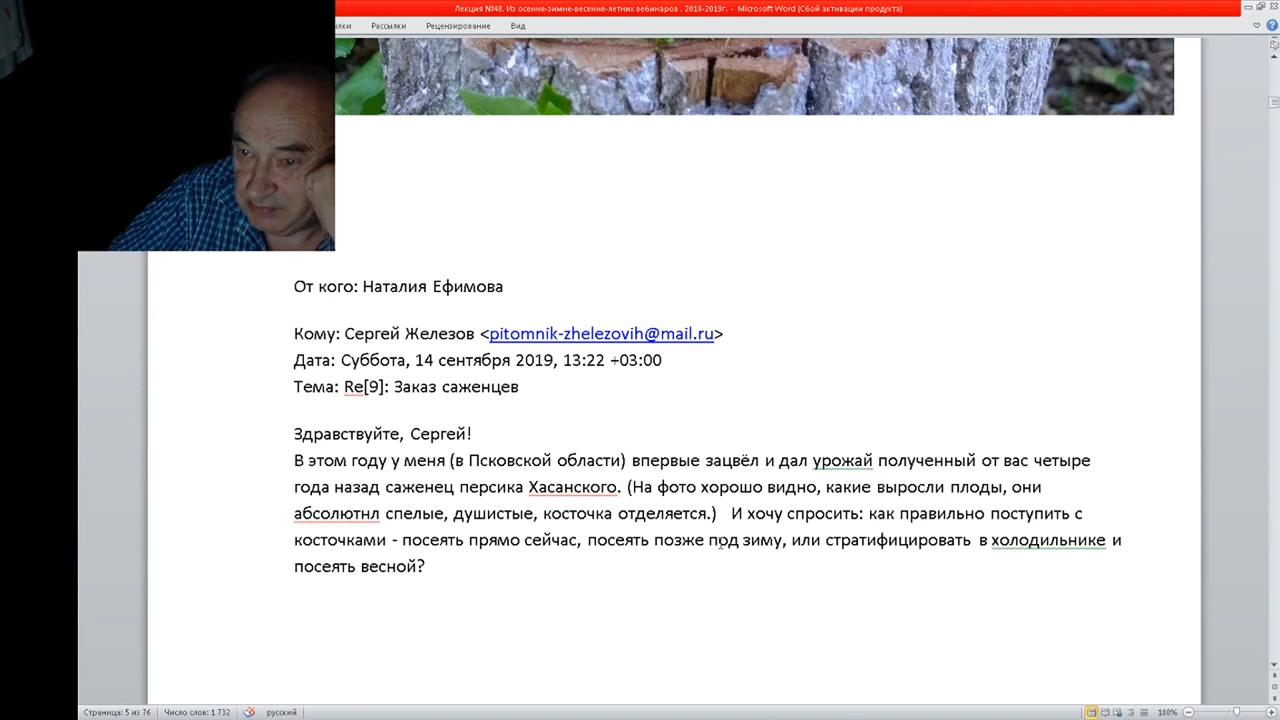 Лекция №48. Из осенне-зимне-весенне-летних вебинаров . 2018-2019г. - Microsoft Word (Сбой активации продукта)
лки Рассылки Рецензирование Вид
От кого: Наталия Ефимова
Кому: Сергей Железов <pitomnik-zhelezovih@mail.ru>
Дата: Суббота, 14 сентября 2019, 13:22 +03:00
Тема: Re[9]: Заказ саженцев
Здравствуйте, Сергей!
В этом году у меня (в Псковской области) впервые зацвёл и дал урожай полученный от вас четыре
года назад саженец персика Хасанского. (На фото хорошо видно, какие выросли плоды, они
абсолютнл спелые, душистые, косточка отделяется.) И хочу спросить: как правильно поступить с
косточками - посеять прямо сейчас, посеять позже под зиму, или стратифицировать в холодильнике и
посеять весной?
Страница: 5 из 76 Число слов: 1 732 русский 180%